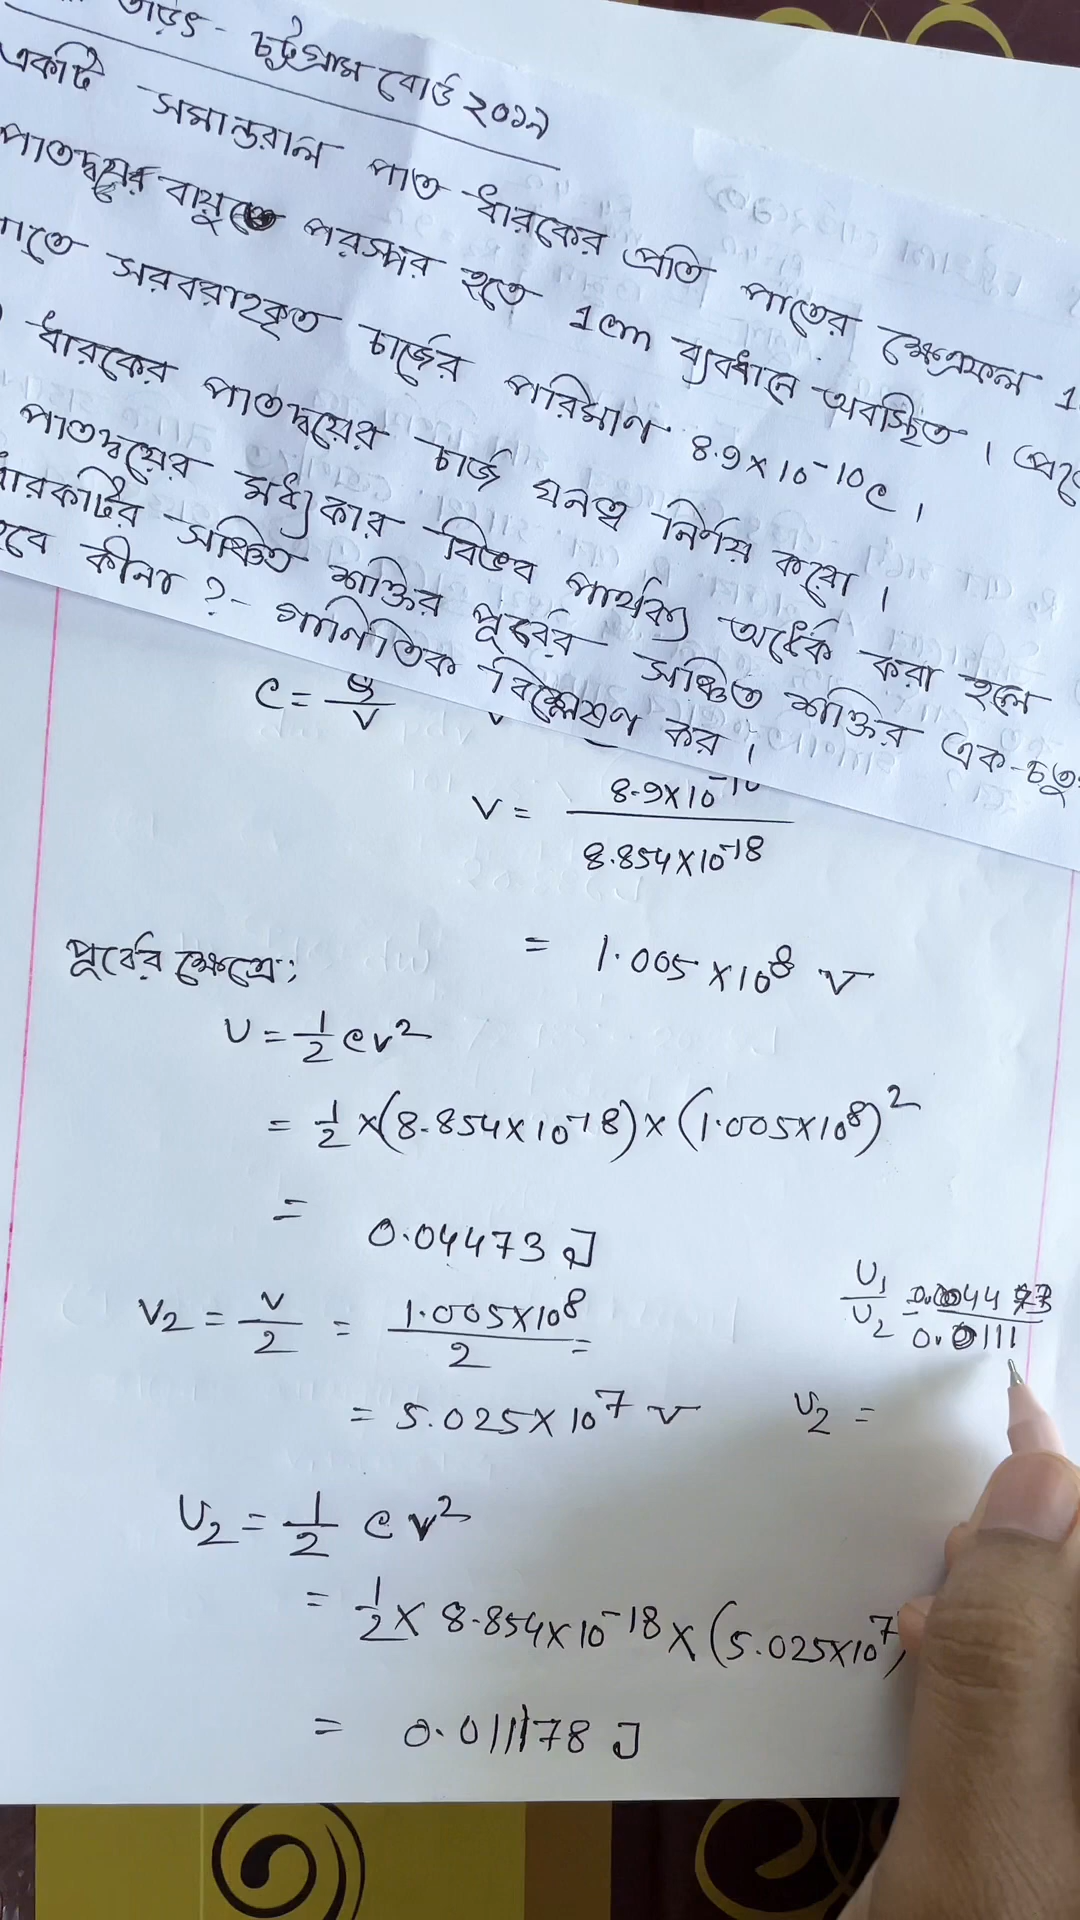 তড়িৎ - চট্টগ্রাম বোর্ড ২০১৯
একটি সমান্তরাল পাত ধারকের প্রতি পাতের ক্ষেত্রফল 1
পাতদ্বয়ের বায়ুতে পরস্পর হতে 1cm ব্যবধানে অবস্থিত।
সরবরাহকৃত চার্জের পরিমাণ 8.9×10⁻¹⁰C।
ধারকের পাতদ্বয়ের চার্জ ঘনত্ব নির্ণয় করো।
পাতদ্বয়ের মধ্যকার বিভব পার্থক্য অর্ধেক করা হলে
ধারকটির সঞ্চিত শক্তির পূর্বের সঞ্চিত শক্তির এক-চতু
হবে কীনা ? - গাণিতিক বিশ্লেষণ কর।
C = Q/V
V = 8.9×10⁻¹⁰ / 8.854×10⁻¹⁸
= 1.005×10⁸ V
পূর্বের ক্ষেত্রে;
U = 1/2 CV²
= 1/2 ×(8.854×10⁻¹⁸)×(1.005×10⁸)²
= 0.04473 J
V₂ = V/2 = 1.005×10⁸/2 =
= 5.025×10⁷ V
U₂ = 1/2 CV²
= 1/2 × 8.854×10⁻¹⁸×(5.025×10⁷)
= 0.011178 J
U₁/U₂ = 0.04473/0.0111
U₂ =